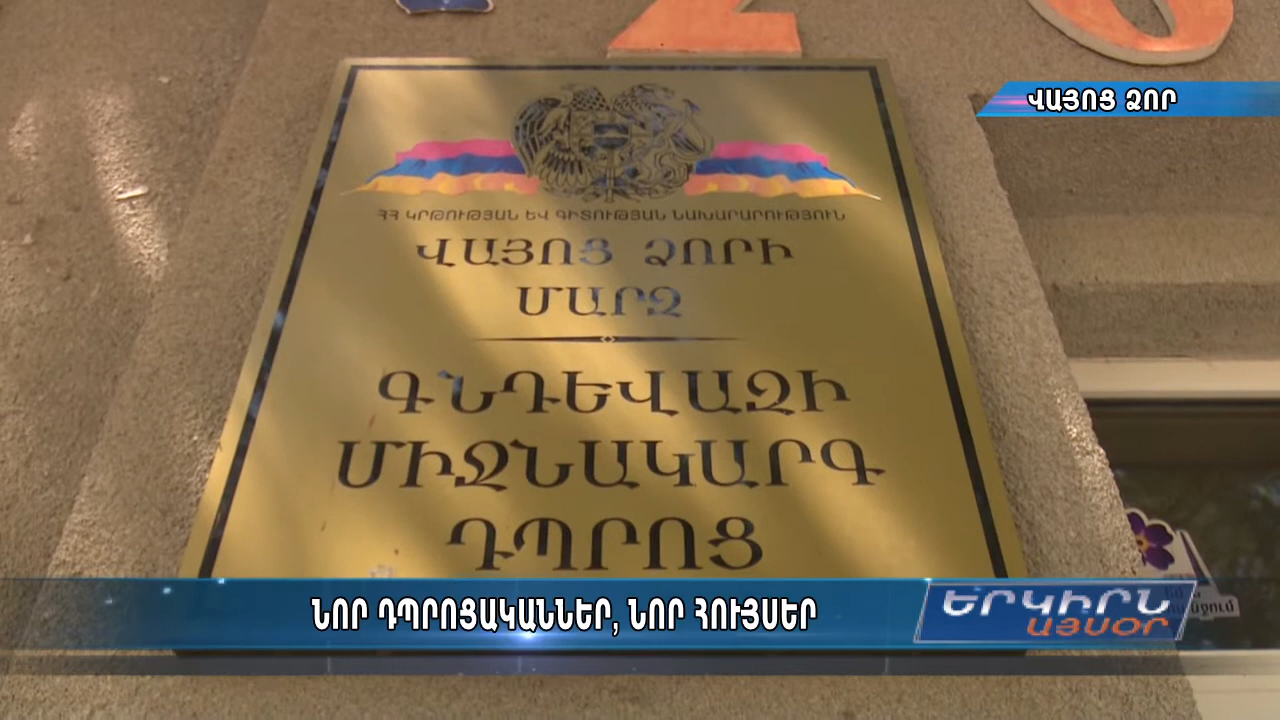 26
ՎԱՅՈՑ ՁՈՐ
ՀՀ ԿՐԹՈՒԹՅԱՆ ԵՎ ԳԻՏՈՒԹՅԱՆ ՆԱԽԱՐԱՐՈՒԹՅՈՒՆ
ՎԱՅՈՑ ՁՈՐԻ
ՄԱՐԶ
ԳՆԴԵՎԱԶԻ
ՄԻՋՆԱԿԱՐԳ
ԴՊՐՈՑ
ՆՈՐ ԴՊՐՈՑԱԿԱՆՆԵՐ, ՆՈՐ ՀՈՒՅՍԵՐ
ԵՐԿԻՐՆ
ԱՅՍՕՐ